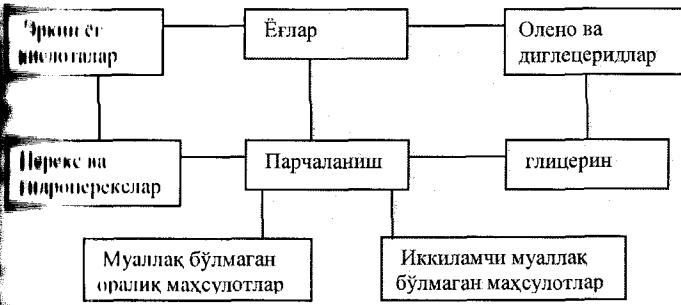 Эркин ёғ
кислоталар
Ёғлар
Олено ва
диглецеридлар
Перекс ва
гидроперекслар
Парчаланиш
глицерин
Муаллақ бўлмаган
оралиқ маҳсулотлар
Иккиламчи муаллақ
бўлмаган маҳсулотлар